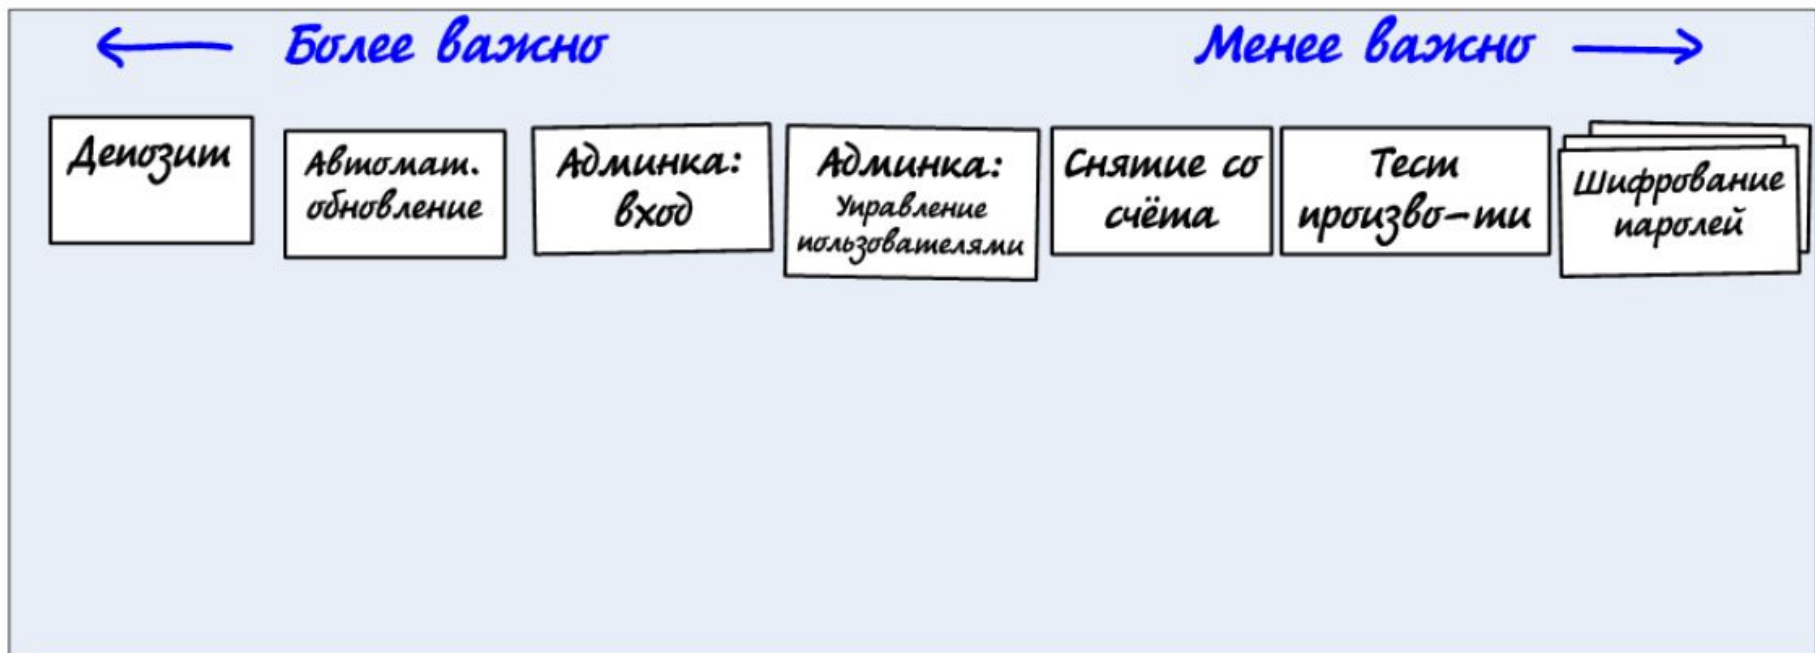 Более важно
Менее важно
Депозит
Автомат.
обновление
Админка:
вход
Админка:
Управление
пользователями
Снятие со
счёта
Тест
произво-ти
Шифрование
паролей